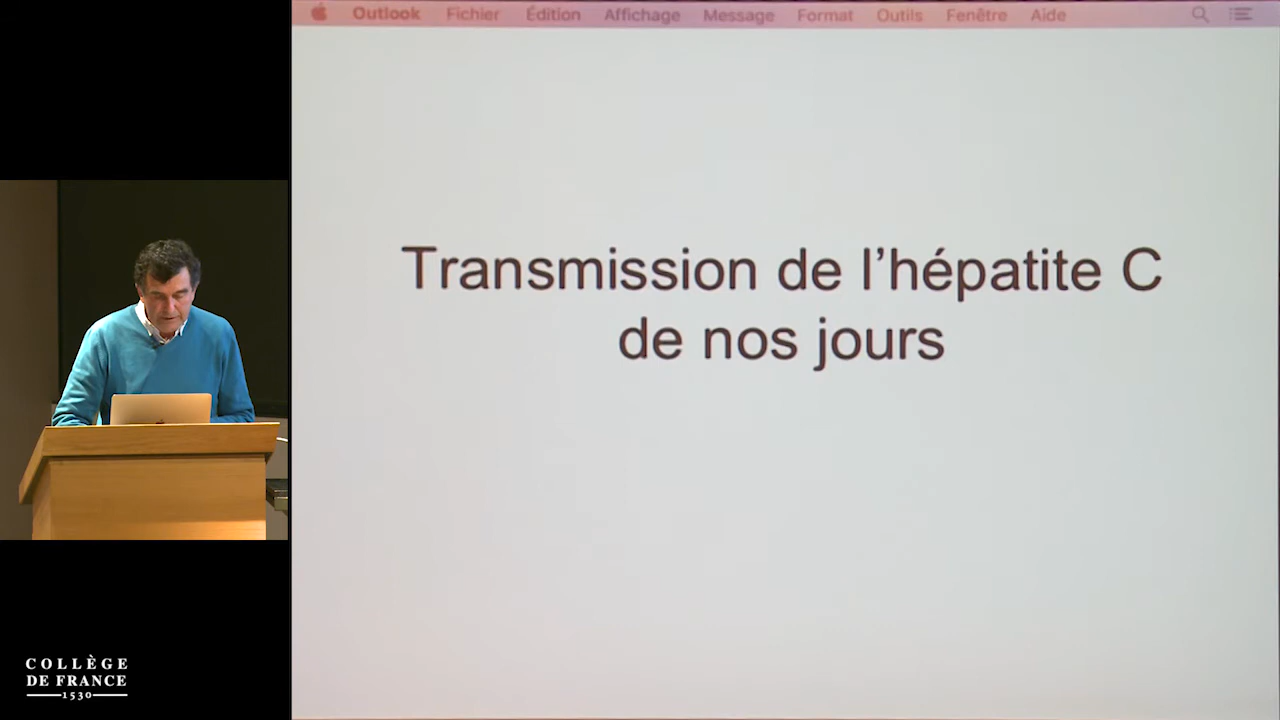 Outlook Fichier Édition Affichage Message Format Outils Fenêtre Aide
Transmission de l’hépatite C
de nos jours
COLLÈGE
DE FRANCE
1530